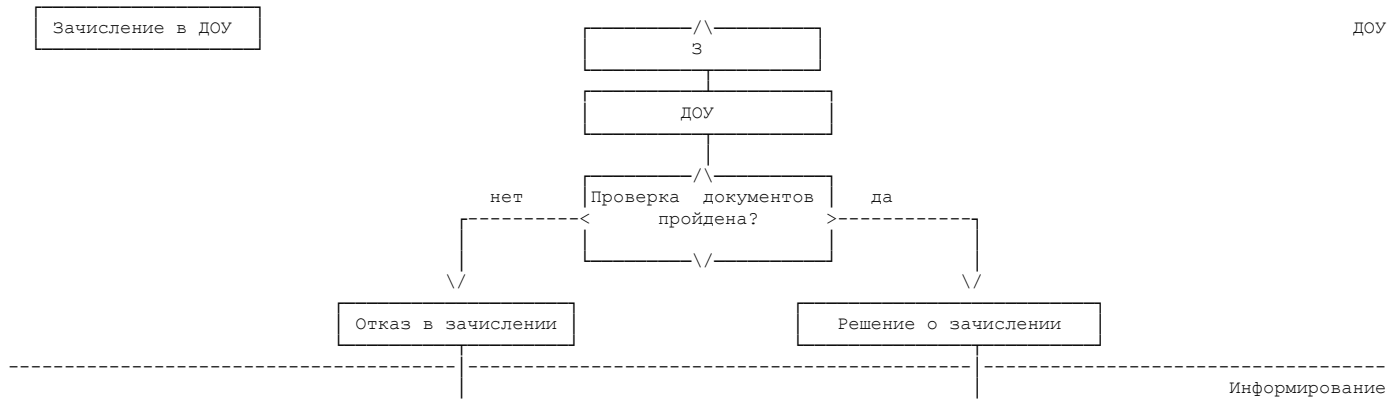 Зачисление в ДОУ
ДОУ
З
ДОУ
нет
Проверка документов
да
пройдена?
Отказ в зачислении
Решение о зачислении
Информирование